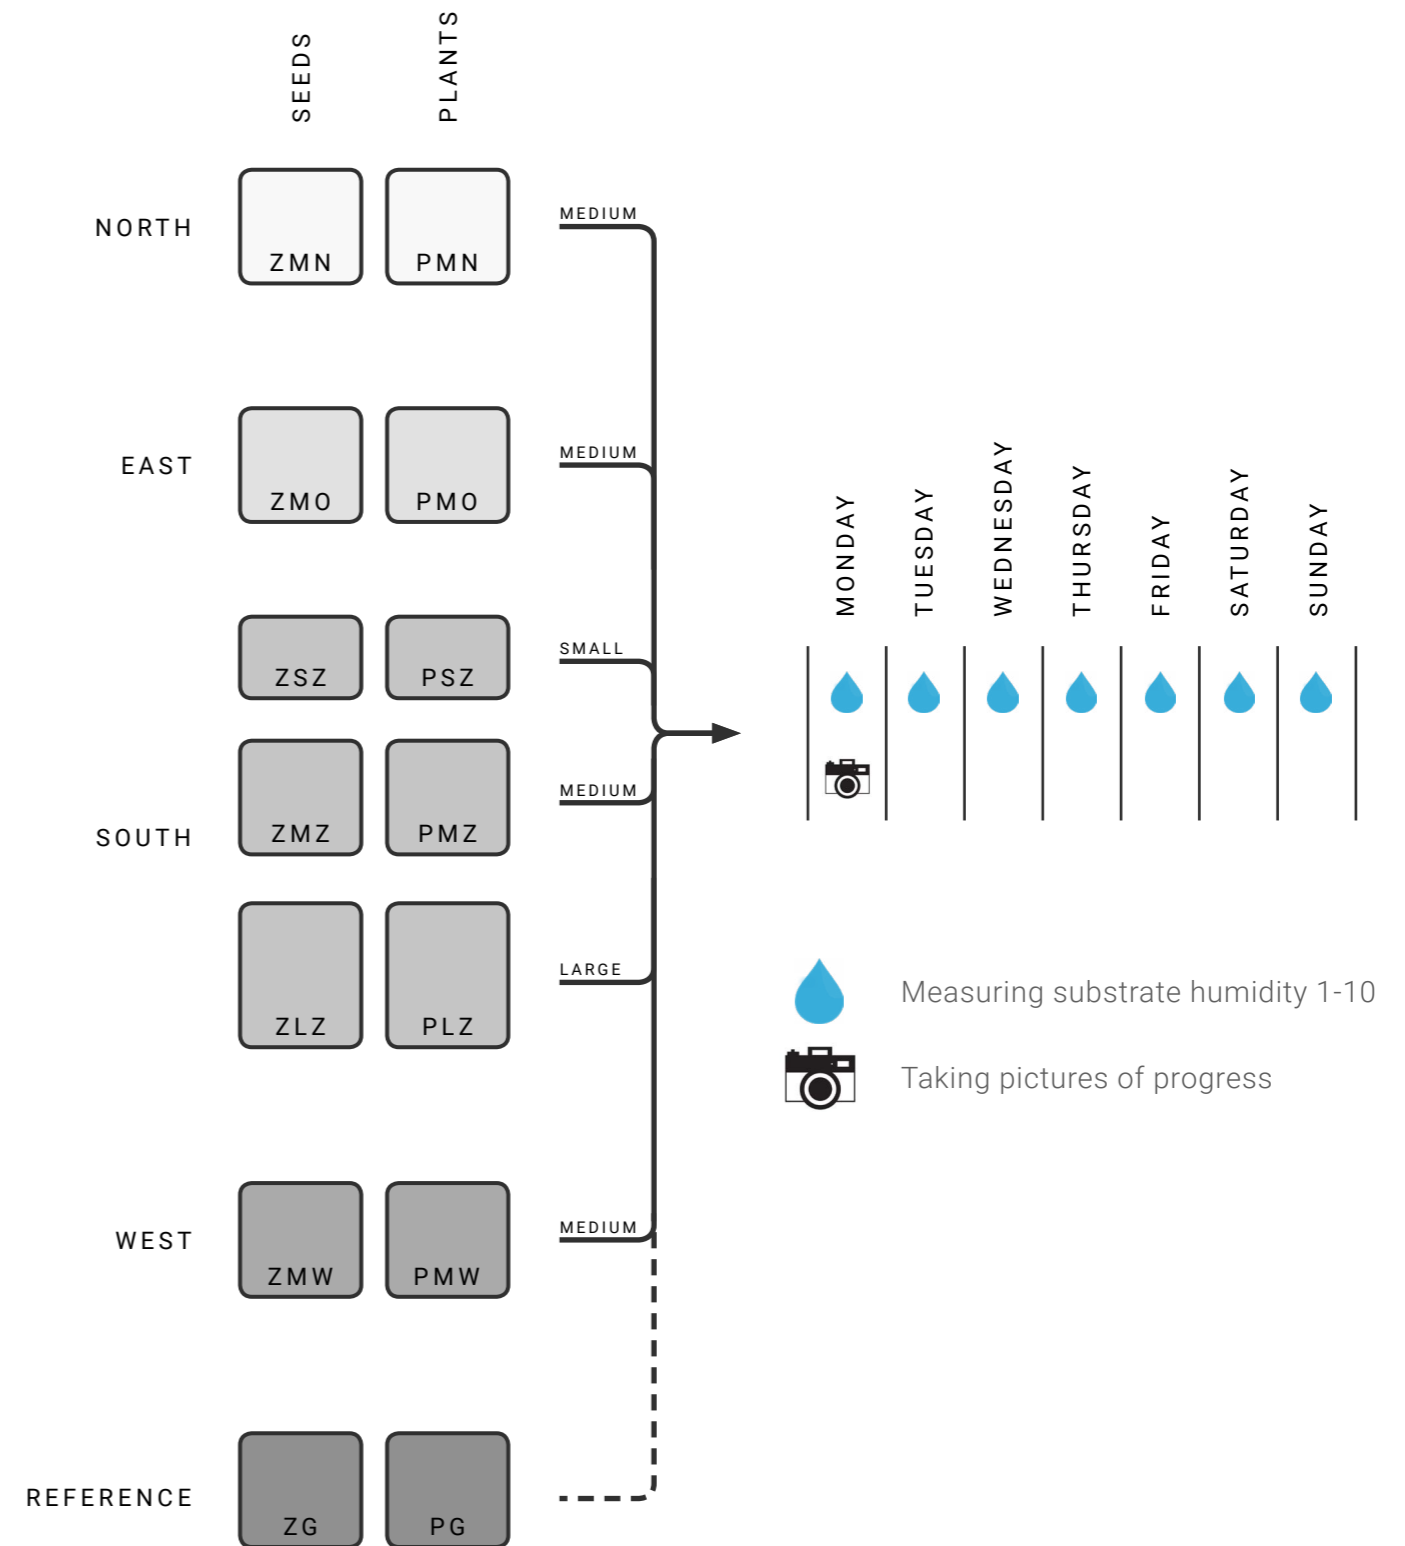 SEEDS
PLANTS
NORTH
ZMN
PMN
MEDIUM
EAST
ZMO
PMO
MEDIUM
ZSZ
PSZ
SMALL
SOUTH
ZMZ
PMZ
MEDIUM
ZLZ
PLZ
LARGE
WEST
ZMW
PMW
MEDIUM
REFERENCE
ZG
PG
MONDAY
TUESDAY
WEDNESDAY
THURSDAY
FRIDAY
SATURDAY
SUNDAY
Measuring substrate humidity 1-10
Taking pictures of progress